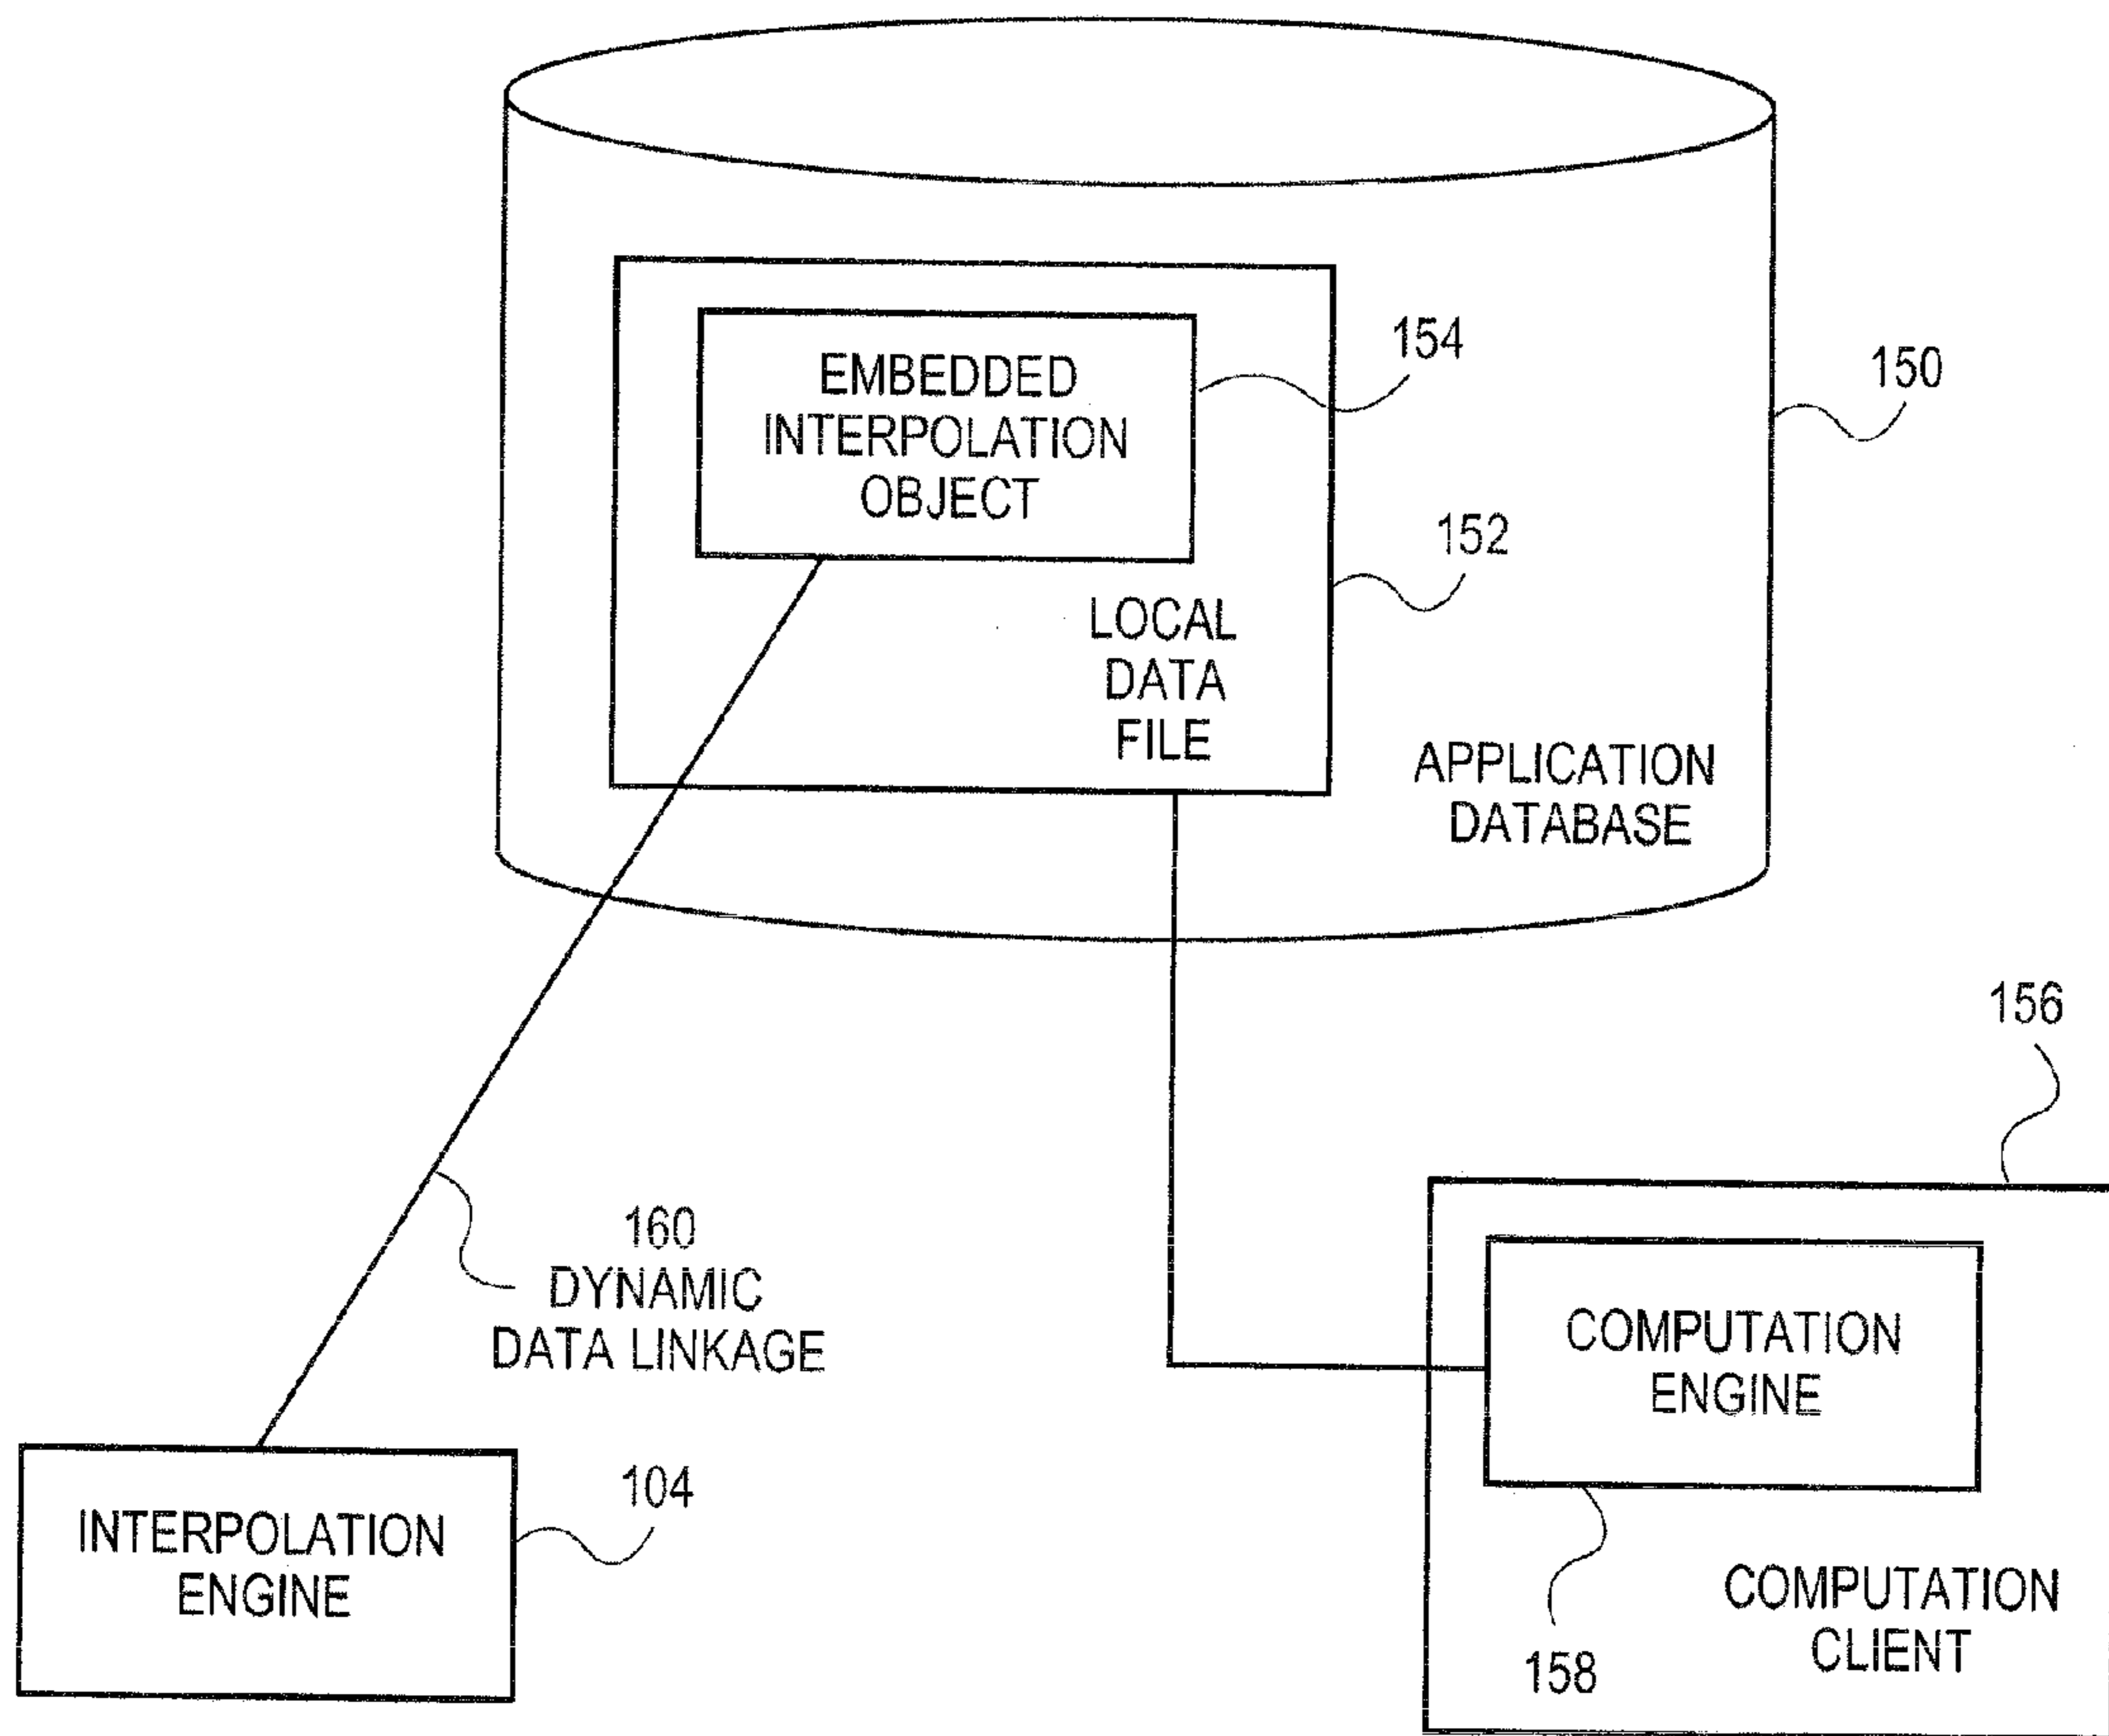 EMBEDDED
INTERPOLATION
OBJECT
154
150
152
LOCAL
DATA
FILE
APPLICATION
DATABASE
156
160
DYNAMIC
DATA LINKAGE
COMPUTATION
ENGINE
INTERPOLATION
ENGINE
104
COMPUTATION
CLIENT
158